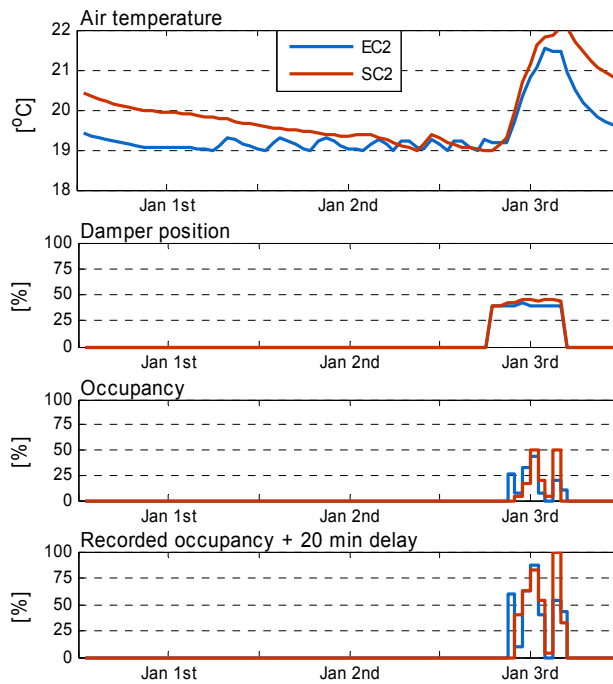 Air temperature
[°C]
22
21
20
19
18
EC2
SC2
Jan 1st
Jan 2nd
Jan 3rd
Damper position
[%]
100
75
50
25
0
Jan 1st
Jan 2nd
Jan 3rd
Occupancy
[%]
100
75
50
25
0
Jan 1st
Jan 2nd
Jan 3rd
Recorded occupancy + 20 min delay
[%]
100
75
50
25
0
Jan 1st
Jan 2nd
Jan 3rd